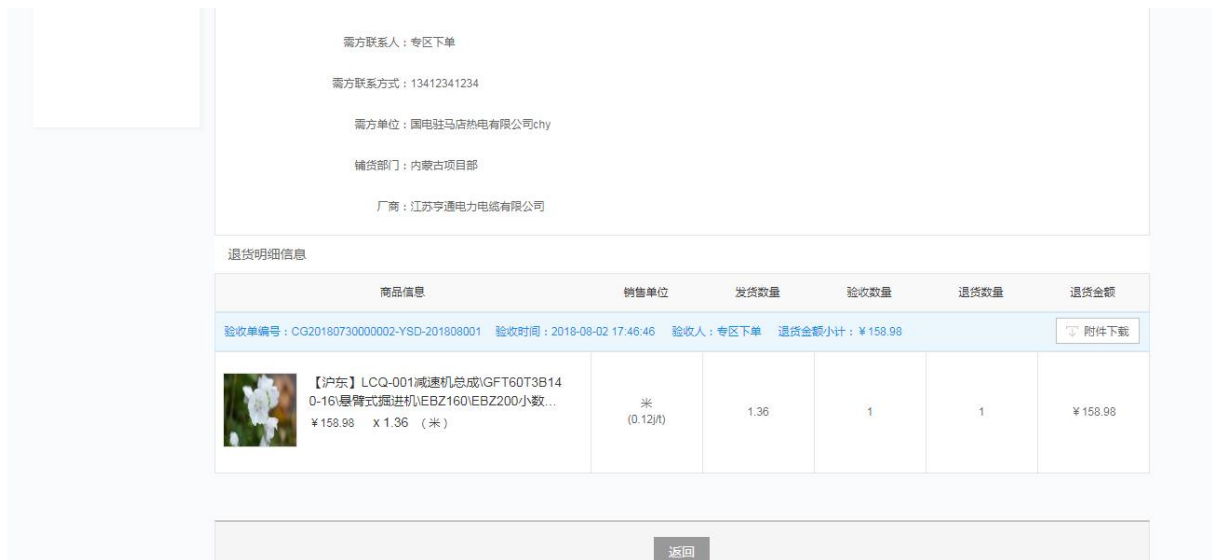 需方联系人：专区下单
需方联系方式：13412341234
需方单位：国电驻马店热电有限公司chy
铺货部门：内蒙古项目部
厂商：江苏亨通电力电缆有限公司
退货明细信息
商品信息 销售单位 发货数量 验收数量 退货数量 退货金额
验收单编号：CG20180730000002-YSD-201808001 验收时间：2018-08-02 17:46:46 验收人：专区下单 退货金额小计：¥158.98 附件下载
【沪东】LCQ-001减速机总成\GFT60T3B14
0-16\悬臂式掘进机\EBZ160\EBZ200小数...
¥158.98 x 1.36 （米）
米
(0.12j/t)
1.36 1 1 ¥158.98
返回